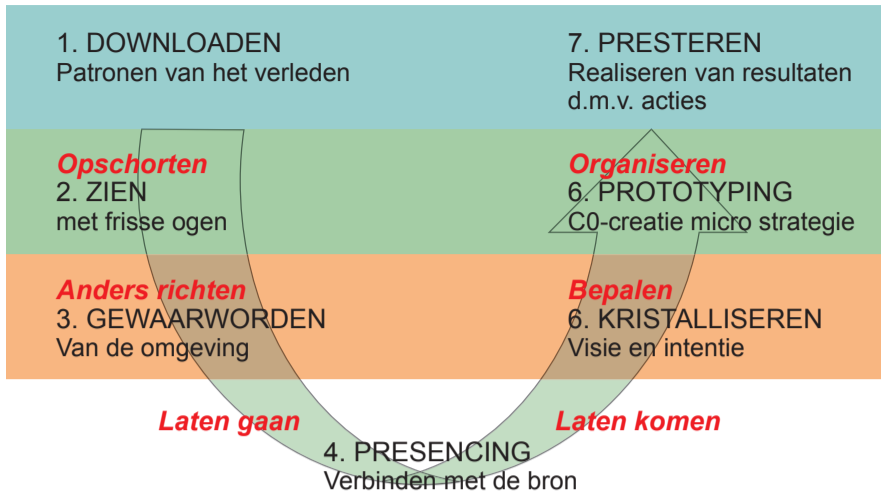 1. DOWNLOADEN
Patronen van het verleden
Opschorten
2. ZIEN
met frisse ogen
Anders richten
3. GEWAARWORDEN
Van de omgeving
Laten gaan
4. PRESENCING
Verbinden met de bron
Laten komen
Bepalen
6. KRISTALLISEREN
Visie en intentie
Organiseren
6. PROTOTYPING
C0-creatie micro strategie
7. PRESTEREN
Realiseren van resultaten
d.m.v. acties